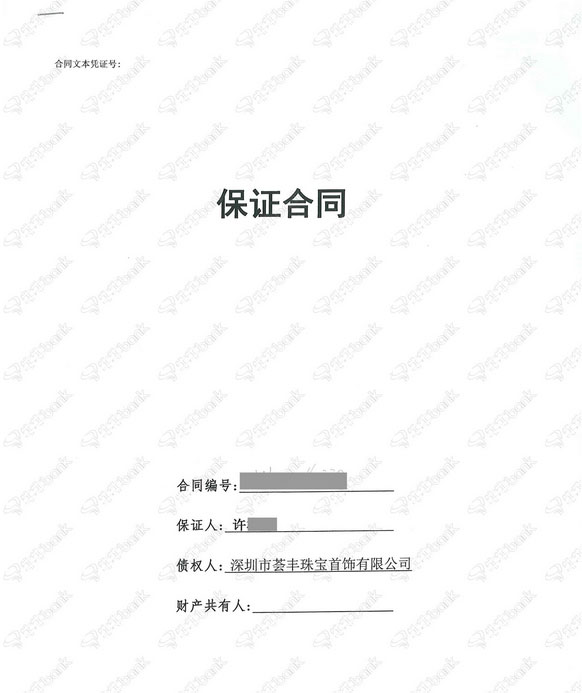 合同文本凭证号:
保证合同
合同编号:
保证人: 许
债权人: 深圳市荟丰珠宝首饰有限公司
财产共有人: